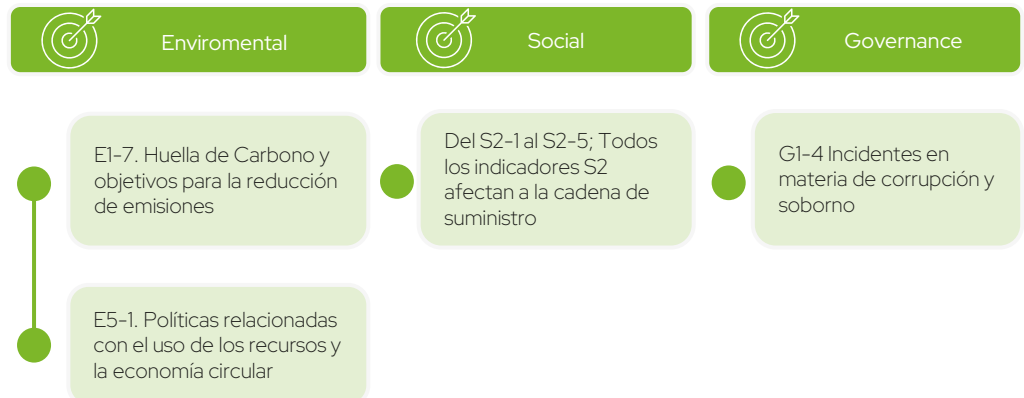 Enviromental
Social
Governance
E1-7. Huella de Carbono y
objetivos para la reducción
de emisiones
Del S2-1 al S2-5; Todos
los indicadores S2
afectan a la cadena de
suministro
G1-4 Incidentes en
materia de corrupción y
soborno
E5-1. Políticas relacionadas
con el uso de los recursos y
la economía circular